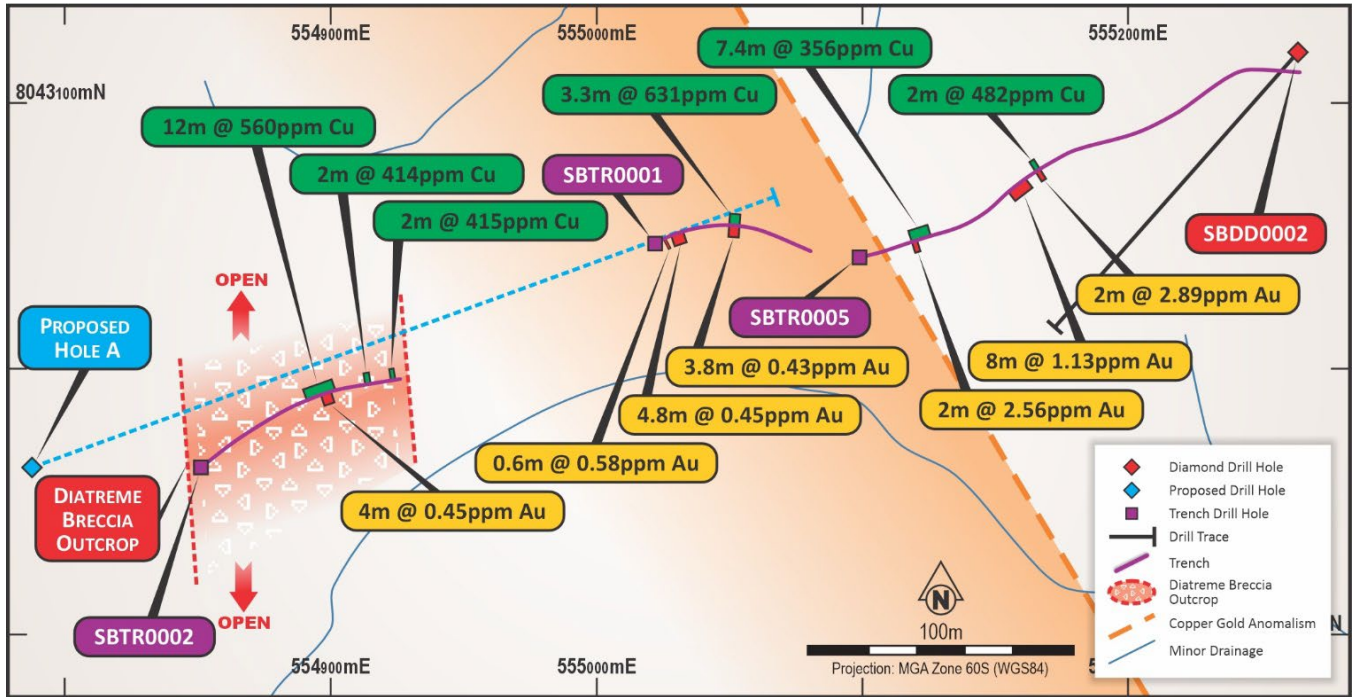 554900mE
555000mE
555200mE
8043100mN
7.4m @ 356ppm Cu
3.3m @ 631ppm Cu
2m @ 482ppm Cu
12m @ 560ppm Cu
2m @ 414ppm Cu
2m @ 415ppm Cu
SBTR0001
SBDD0002
OPEN
PROPOSED
HOLE A
SBTR0005
2m @ 2.89ppm Au
8m @ 1.13ppm Au
3.8m @ 0.43ppm Au
2m @ 2.56ppm Au
4.8m @ 0.45ppm Au
0.6m @ 0.58ppm Au
4m @ 0.45ppm Au
DIATREME
BRECCIA
OUTCROP
OPEN
SBTR0002
554900mE
555000mE
N
100m
Projection: MGA Zone 60S (WGS84)
Diamond Drill Hole
Proposed Drill Hole
Trench Drill Hole
Drill Trace
Trench
Diatreme Breccia
Outcrop
Copper Gold Anomalism
Minor Drainage